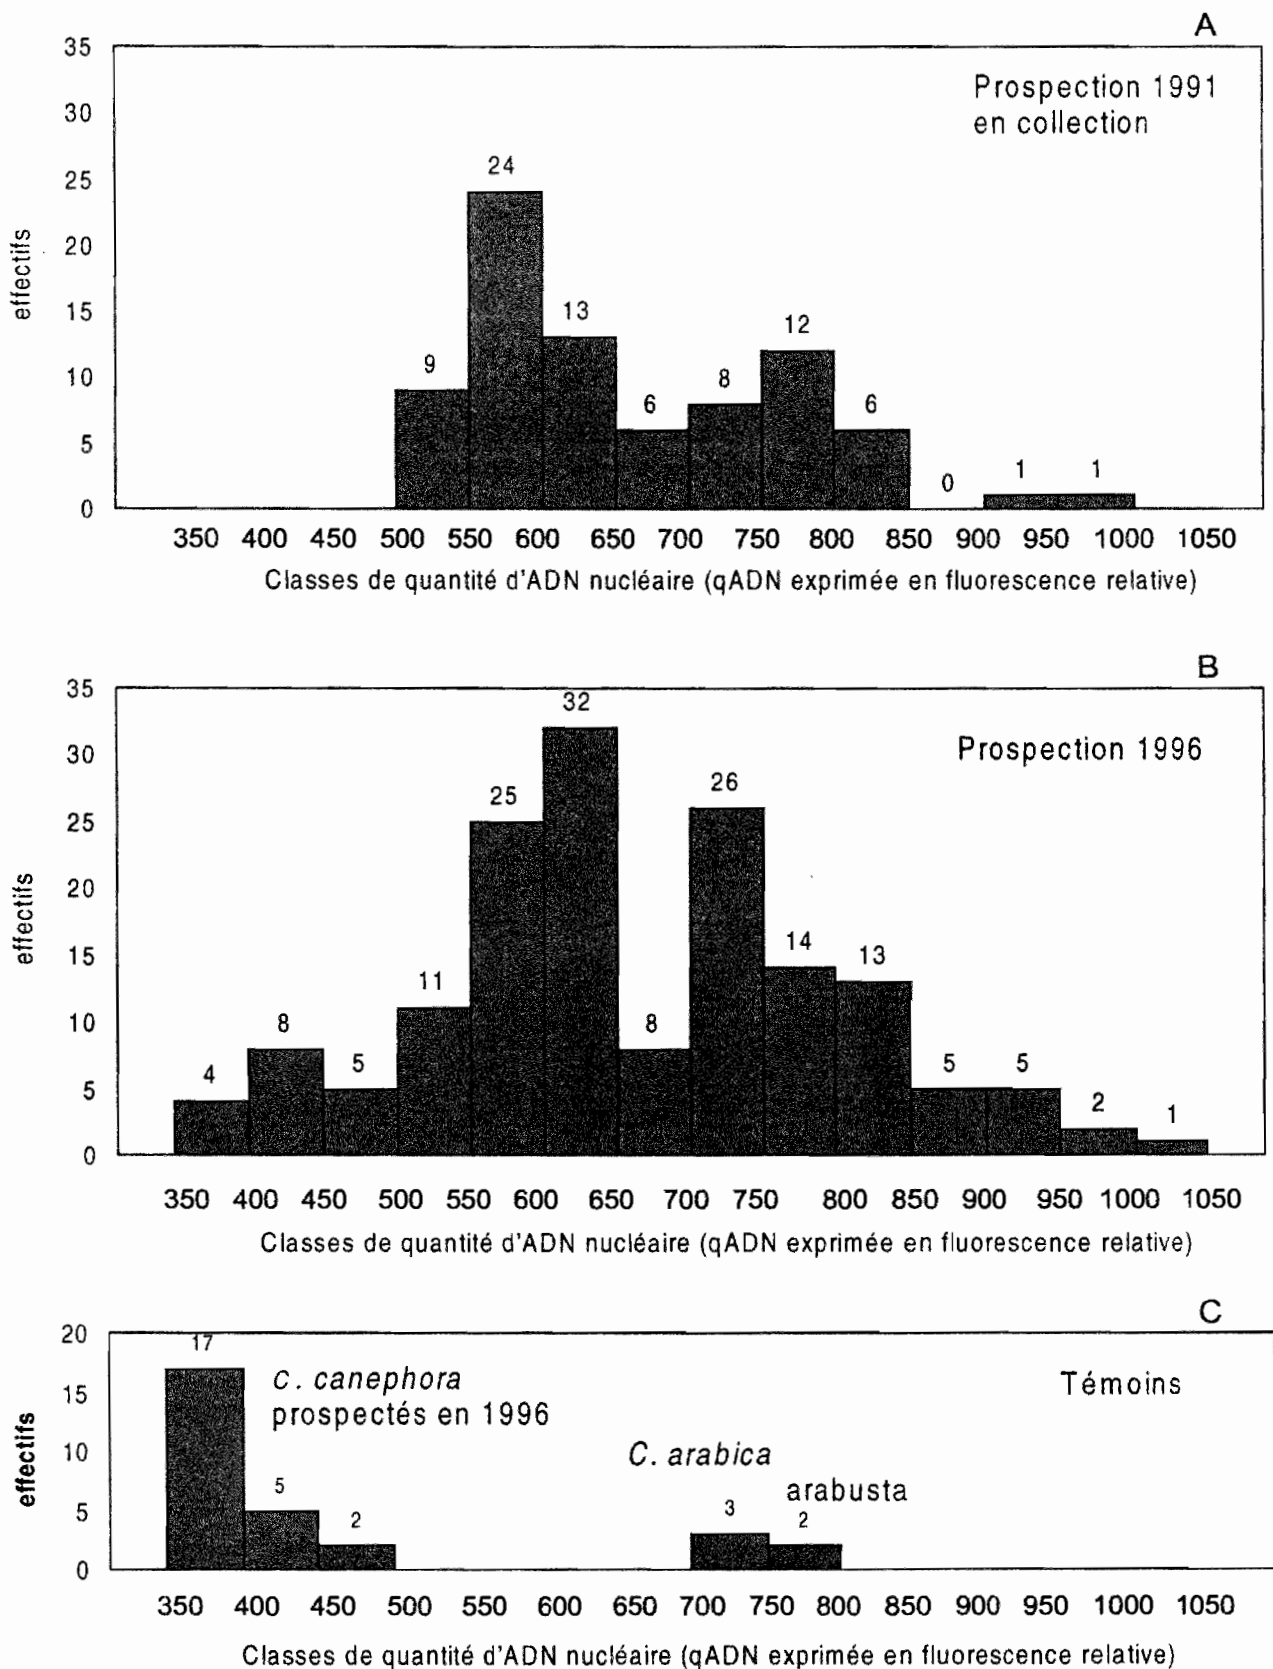 A
35
Prospection 1991
en collection
30
25
24
20
15
13
12
10
9
8
6
6
5
0
1
1
0
effectifs
350 400 450 500 550 600 650 700 750 800 850 900 950 1000 1050
Classes de quantité d'ADN nucléaire (qADN exprimée en fluorescence relative)
B
35
32
Prospection 1996
30
26
25
25
20
15
14
13
11
10
8
8
5
5
5
5
4
2
1
0
effectifs
350 400 450 500 550 600 650 700 750 800 850 900 950 1000 1050
Classes de quantité d'ADN nucléaire (qADN exprimée en fluorescence relative)
C
20
17
C. canephora
prospectés en 1996
Témoins
15
C. arabica
10
arabusta
5
5
3
2
2
0
effectifs
350 400 450 500 550 600 650 700 750 800 850 900 950 1000 1050
Classes de quantité d'ADN nucléaire (qADN exprimée en fluorescence relative)